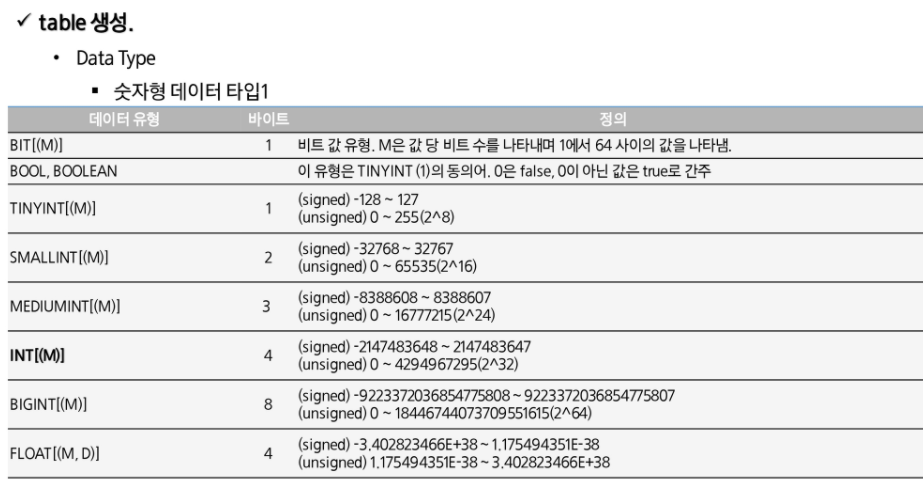 ✓ table 생성.
• Data Type
▪ 숫자형 데이터 타입1
데이터 유형 바이트 정의
BIT[(M)] 1 비트 값 유형. M은 값 당 비트 수를 나타내며 1에서 64 사이의 값을 나타냄.
BOOL, BOOLEAN 이 유형은 TINYINT (1)의 동의어. 0은 false, 0이 아닌 값은 true로 간주
TINYINT[(M)] 1 (signed) -128 ~ 127
(unsigned) 0 ~ 255(2^8)
SMALLINT[(M)] 2 (signed) -32768 ~ 32767
(unsigned) 0 ~ 65535(2^16)
MEDIUMINT[(M)] 3 (signed) -8388608 ~ 8388607
(unsigned) 0 ~ 16777215(2^24)
INT[(M)] 4 (signed) -2147483648 ~ 2147483647
(unsigned) 0 ~ 4294967295(2^32)
BIGINT[(M)] 8 (signed) -9223372036854775808 ~ 9223372036854775807
(unsigned) 0 ~ 18446744073709551615(2^64)
FLOAT[(M, D)] 4 (signed) -3.402823466E+38 ~ 1.175494351E-38
(unsigned) 1.175494351E-38 ~ 3.402823466E+38